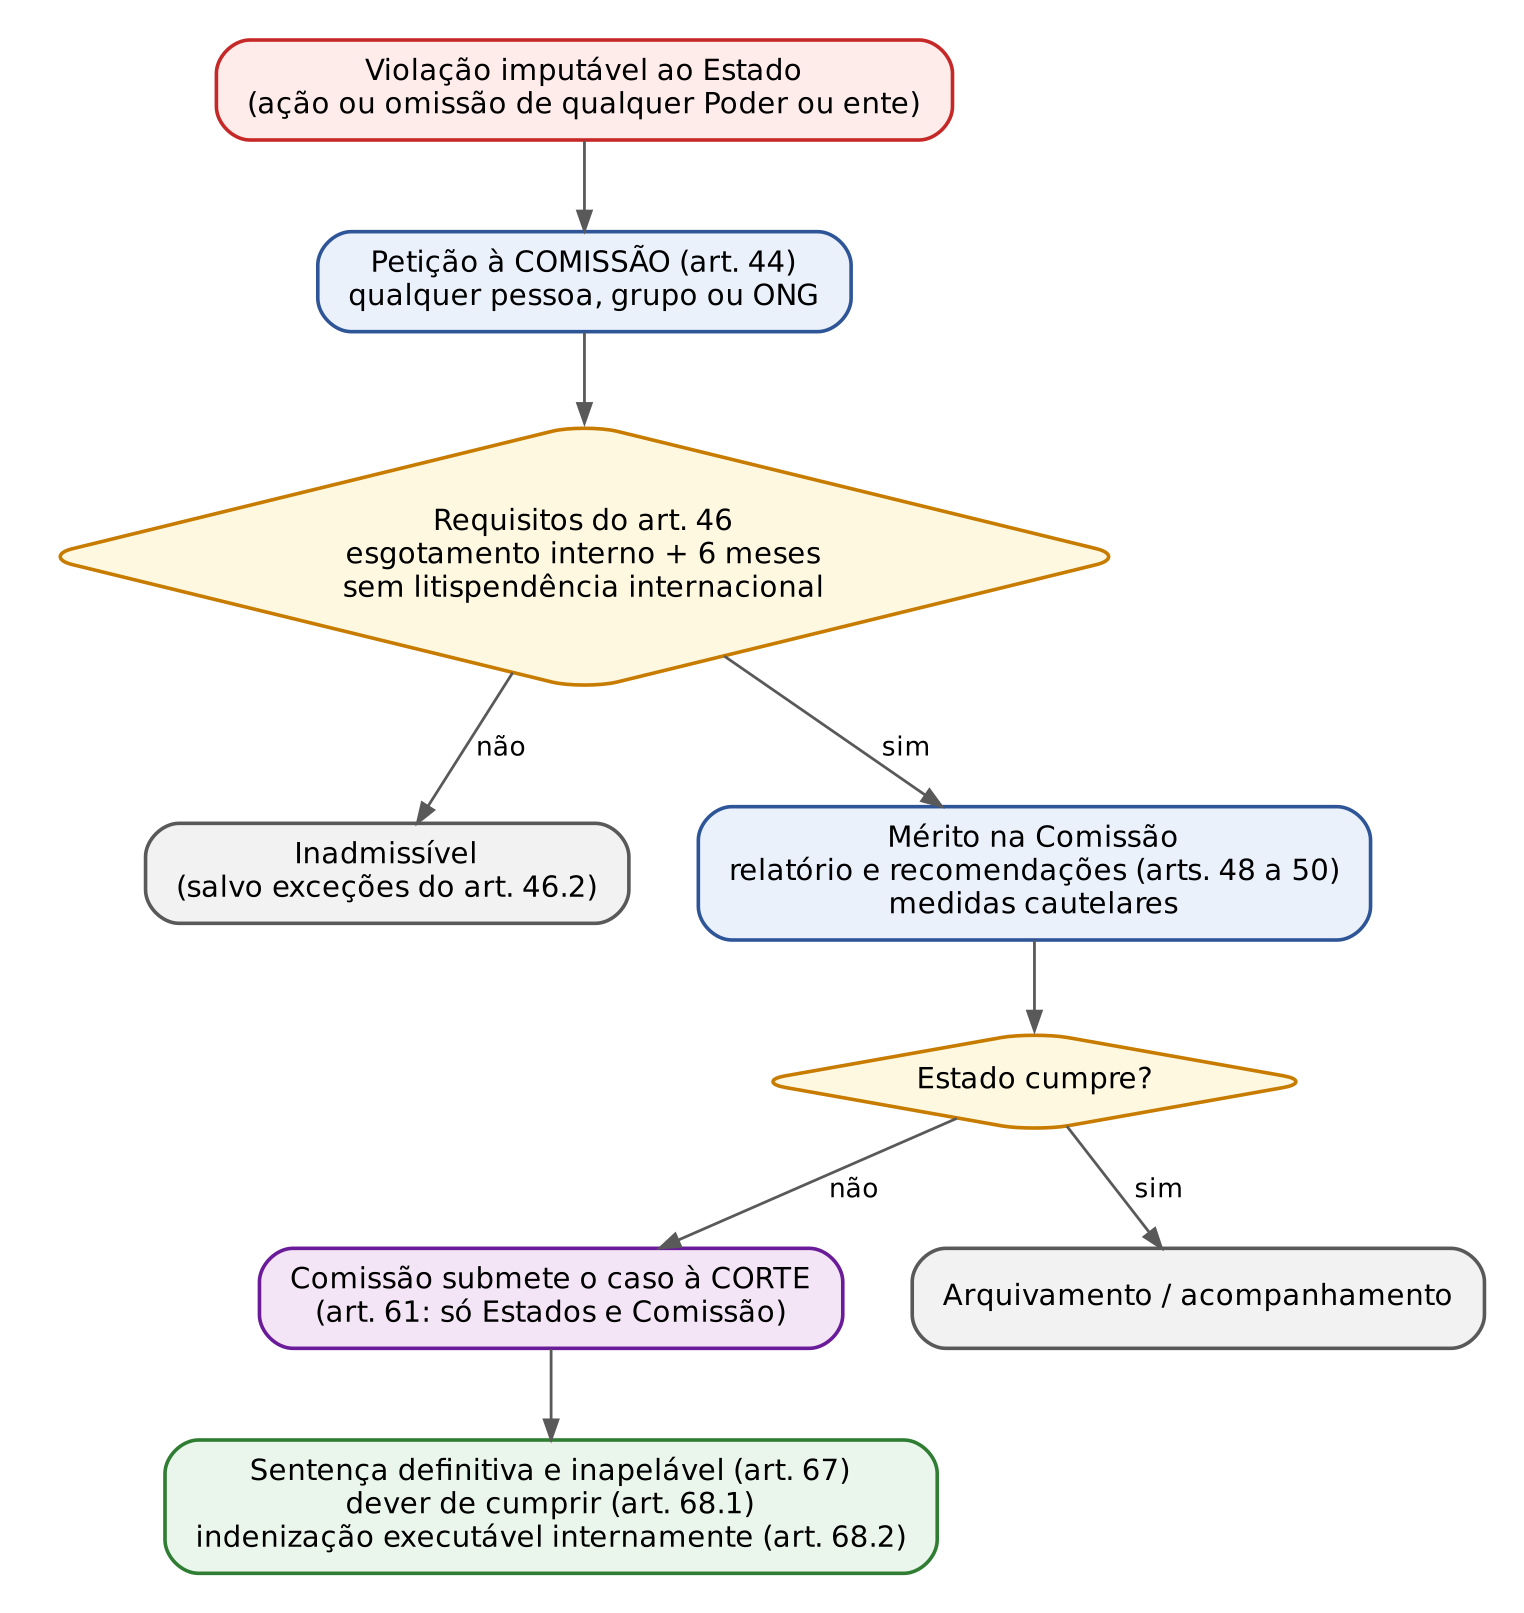 Violação imputável ao Estado
(ação ou omissão de qualquer Poder ou ente)
Petição à COMISSÃO (art. 44)
qualquer pessoa, grupo ou ONG
Requisitos do art. 46
esgotamento interno + 6 meses
sem litispendência internacional
não
sim
Inadmissível
(salvo exceções do art. 46.2)
Mérito na Comissão
relatório e recomendações (arts. 48 a 50)
medidas cautelares
Estado cumpre?
não
sim
Comissão submete o caso à CORTE
(art. 61: só Estados e Comissão)
Arquivamento / acompanhamento
Sentença definitiva e inapelável (art. 67)
dever de cumprir (art. 68.1)
indenização executável internamente (art. 68.2)